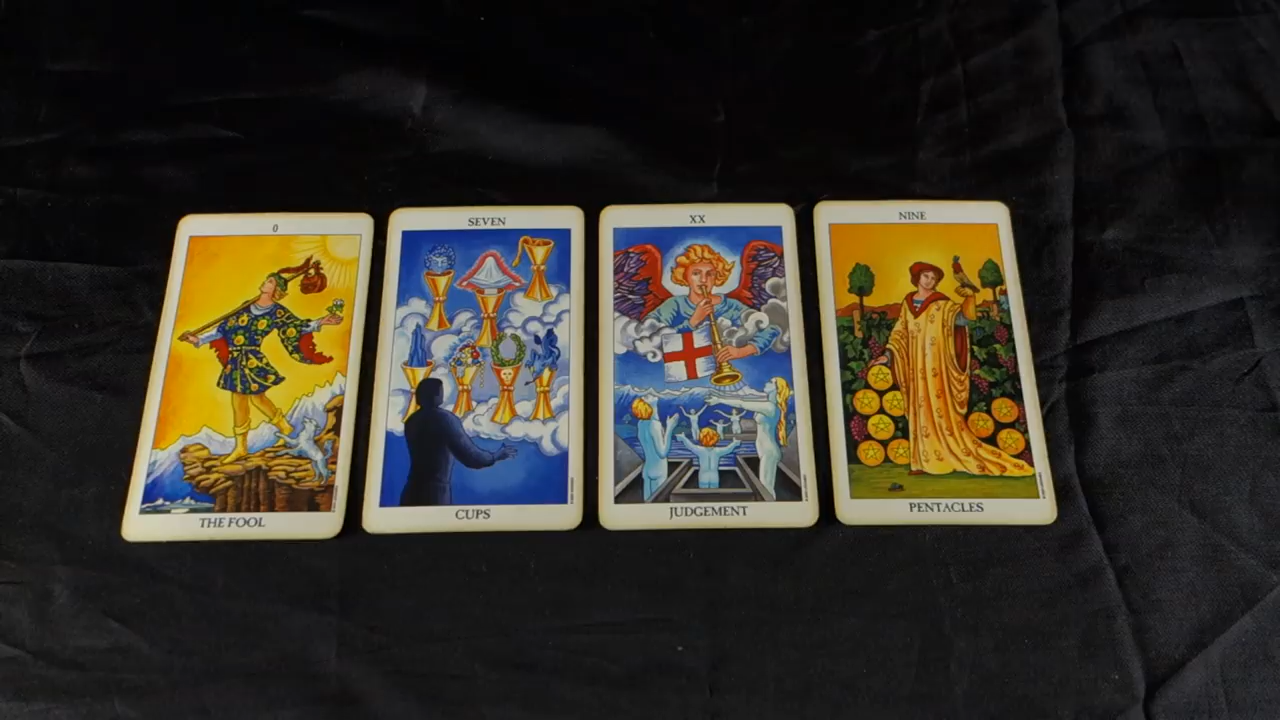 0
THE FOOL
SEVEN
CUPS
XX
JUDGEMENT
NINE
PENTACLES